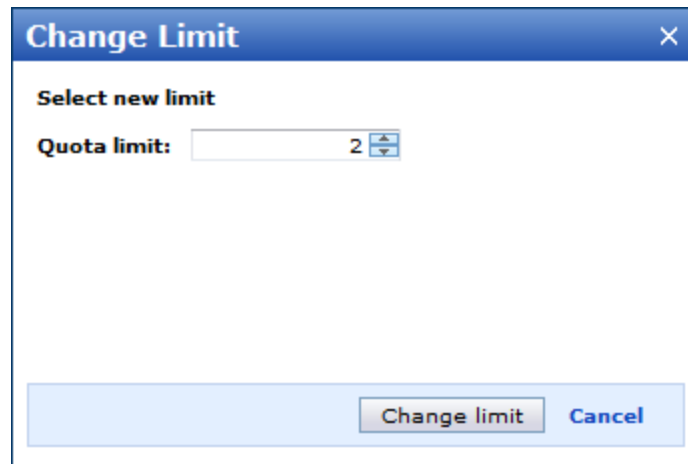 Change Limit
Select new limit
Quota limit: 2
Change limit Cancel